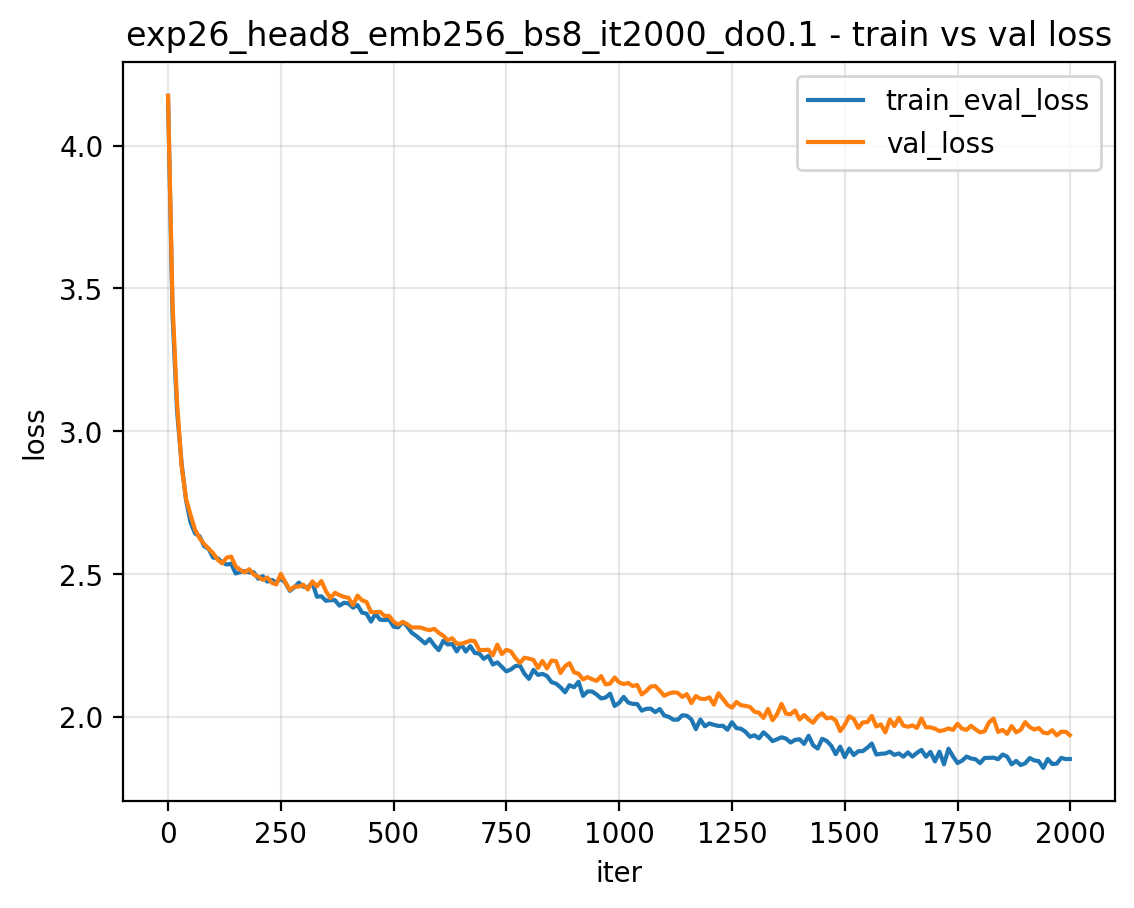 exp26_head8_emb256_bs8_it2000_do0.1 - train vs val loss
train_eval_loss
val_loss
4.0
3.5
3.0
2.5
2.0
loss
0 250 500 750 1000 1250 1500 1750 2000
iter